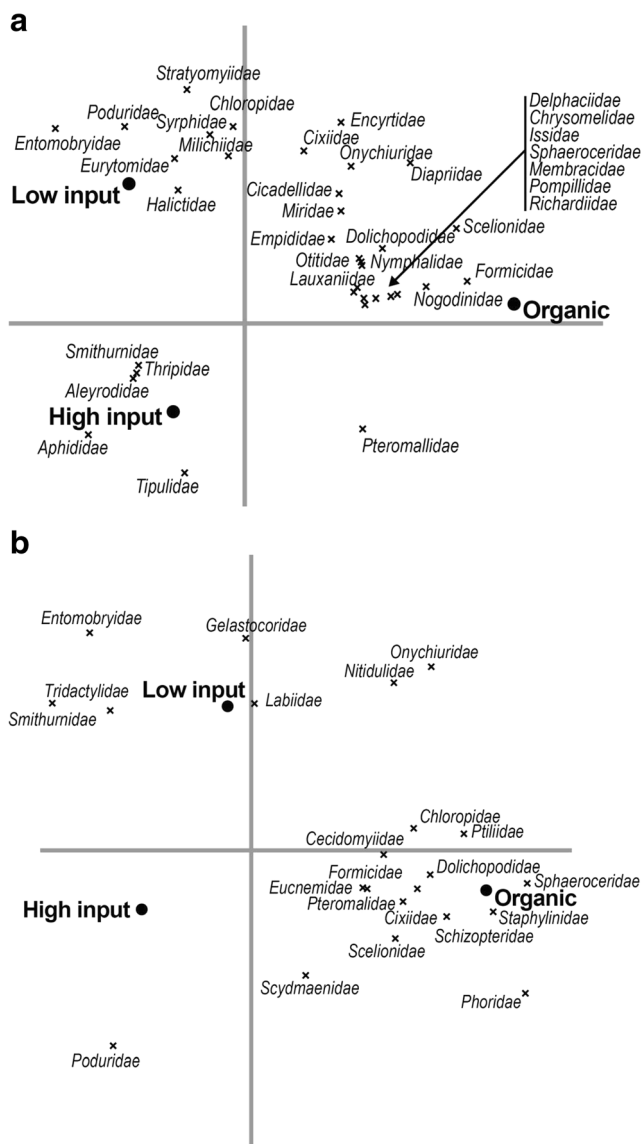 a
Stratyomyiidae
Chloropidae
Poduridae
Syrphidae
Encyrtidae
Entomobryidae
Milichiidae
Cixiidae
Onychiuridae
Eurytomidae
Diapriidae
Low input
Halictidae
Cicadellidae
Miridae
Delphaciidae
Chrysomelidae
Issidae
Sphaeroceridae
Membracidae
Pompillidae
Richardiidae
Empididae
Dolichopodidae
Scelionidae
Otitidae
Nymphalidae
Lauxaniidae
Formicidae
Nogodinidae
Organic
Smithurnidae
Thripidae
Aleyrodidae
High input
Aphididae
Tipulidae
Pteromallidae
b
Entomobryidae
Gelastocoridae
Onychiuridae
Nitidulidae
Tridactylidae
Low input
Labiidae
Smithurnidae
Chloropidae
Ptiliidae
Cecidomyiidae
Formicidae
Dolichopodidae
Eucnemidae
Sphaeroceridae
Pteromalidae
Organic
High input
Cixiidae
Staphylinidae
Schizopteridae
Scelionidae
Scydmaenidae
Phoridae
Poduridae